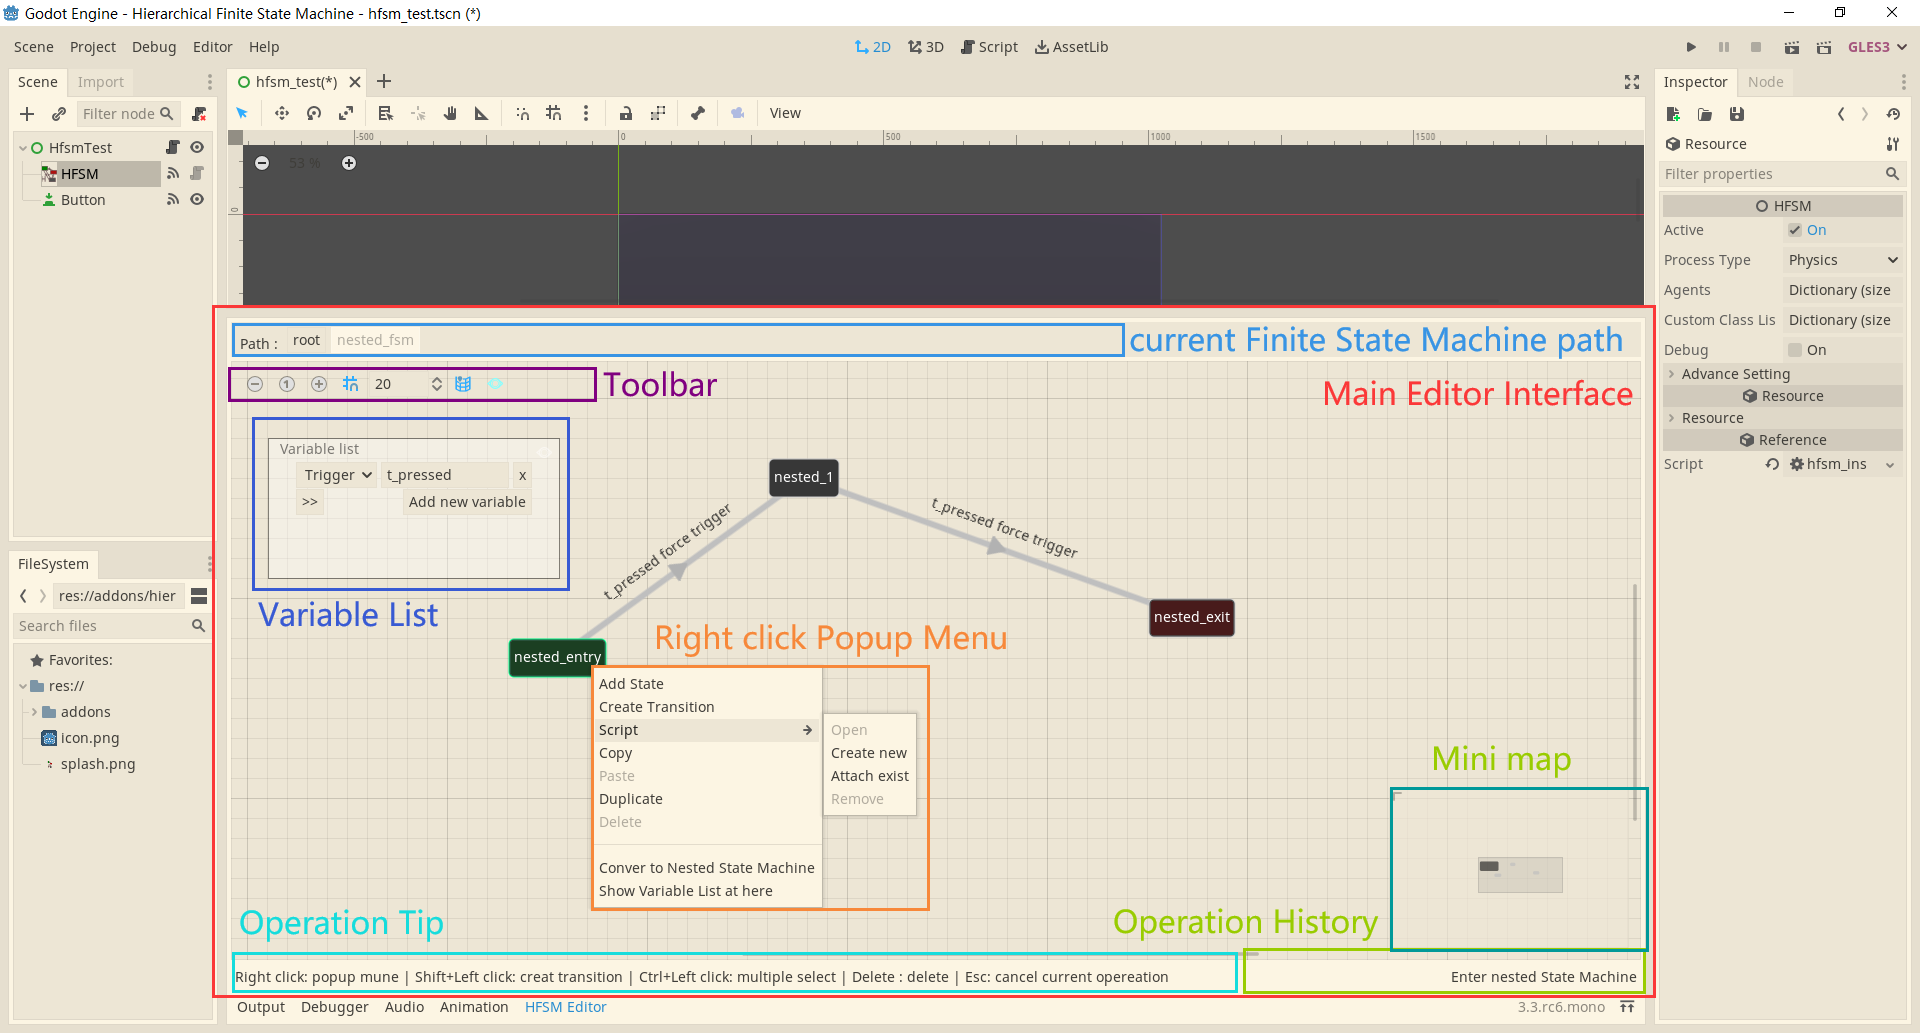 Godot Engine - Hierarchical Finite State Machine - hfsm_test.tscn (*)
Scene Project Debug Editor Help
2D 3D Script AssetLib
GLES3
Scene Import
Filter node
HfsmTest
HFSM
Button
hfsm_test(*)
View
-500 0 500 1000 1500
0
53 %
Path : root nested_fsm
current Finite State Machine path
20
Toolbar
Main Editor Interface
Variable list
Trigger t_pressed x
>> Add new variable
Variable List
nested_1
t_pressed force trigger
t_pressed force trigger
nested_exit
nested_entry
Right click Popup Menu
Add State
Create Transition
Script
Copy
Paste
Duplicate
Delete
Conver to Nested State Machine
Show Variable List at here
Open
Create new
Attach exist
Remove
Mini map
Operation Tip
Operation History
Right click: popup mune | Shift+Left click: creat transition | Ctrl+Left click: multiple select | Delete : delete | Esc: cancel current opereation
Enter nested State Machine
Output Debugger Audio Animation HFSM Editor
3.3.rc6.mono
FileSystem
res://addons/hier
Search files
Favorites:
res://
addons
icon.png
splash.png
Inspector Node
Resource
Filter properties
HFSM
Active On
Process Type Physics
Agents Dictionary (size
Custom Class Lis Dictionary (size
Debug On
Advance Setting
Resource
Resource
Reference
Script hfsm_ins